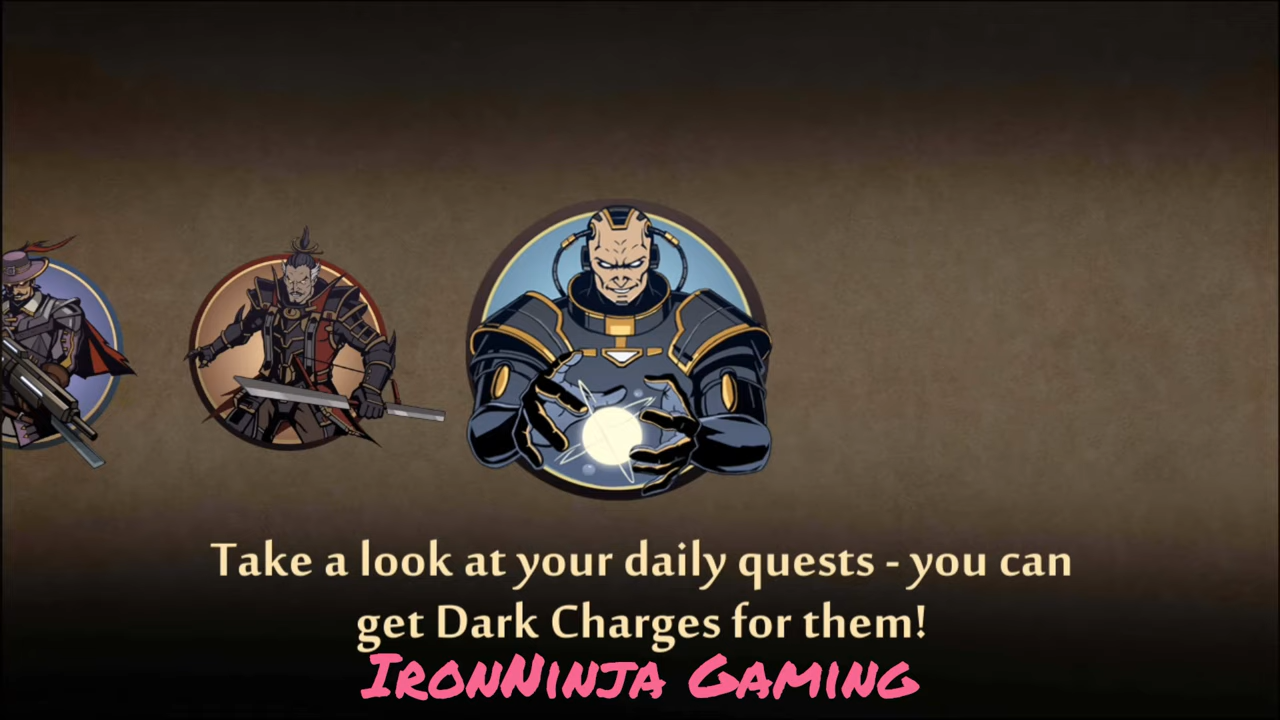 Take a look at your daily quests - you can
get Dark Charges for them!
IronNinja Gaming